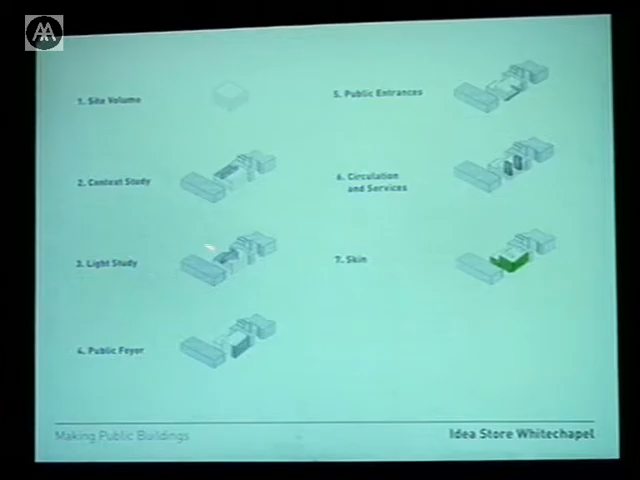 AA
1. Site Volume
2. Context Study
3. Light Study
4. Public Foyer
5. Public Entrances
6. Circulation
and Services
7. Skin
Making Public Buildings
Idea Store Whitechapel